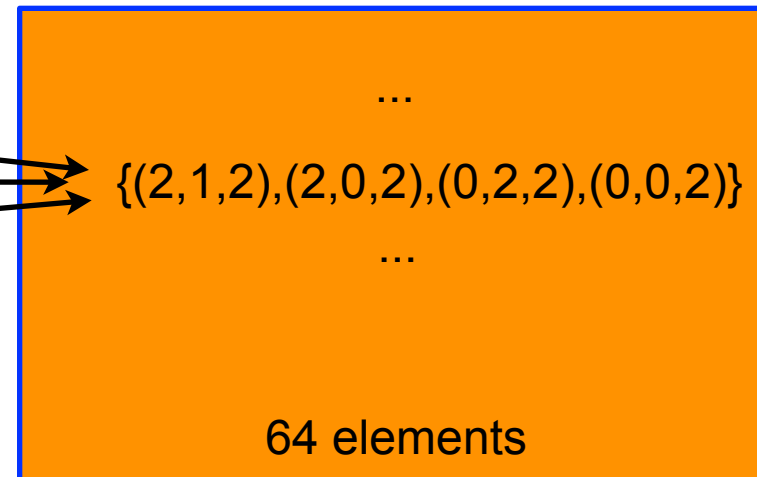 ...
{(2,1,2),(2,0,2),(0,2,2),(0,0,2)}
...
64 elements